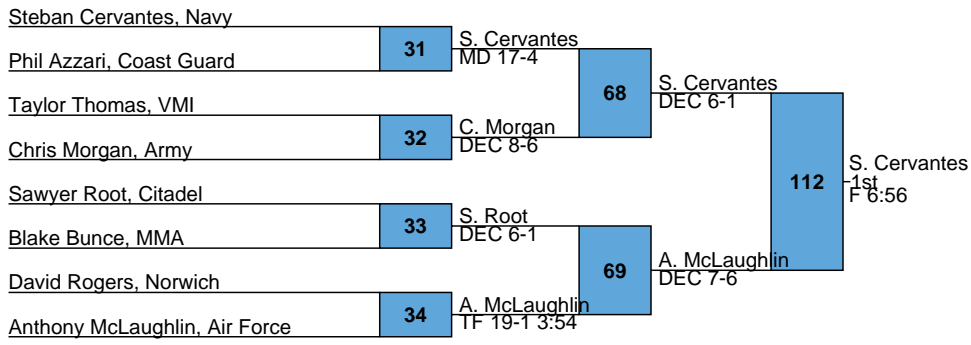 Steban Cervantes, Navy
Phil Azzari, Coast Guard
Taylor Thomas, VMI
Chris Morgan, Army
Sawyer Root, Citadel
Blake Bunce, MMA
David Rogers, Norwich
Anthony McLaughlin, Air Force
31
32
33
34
S. Cervantes
MD 17-4
C. Morgan
DEC 8-6
S. Root
DEC 6-1
A. McLaughlin
TF 19-1 3:54
68
69
S. Cervantes
DEC 6-1
A. McLaughlin
DEC 7-6
112
S. Cervantes
1st
F 6:56